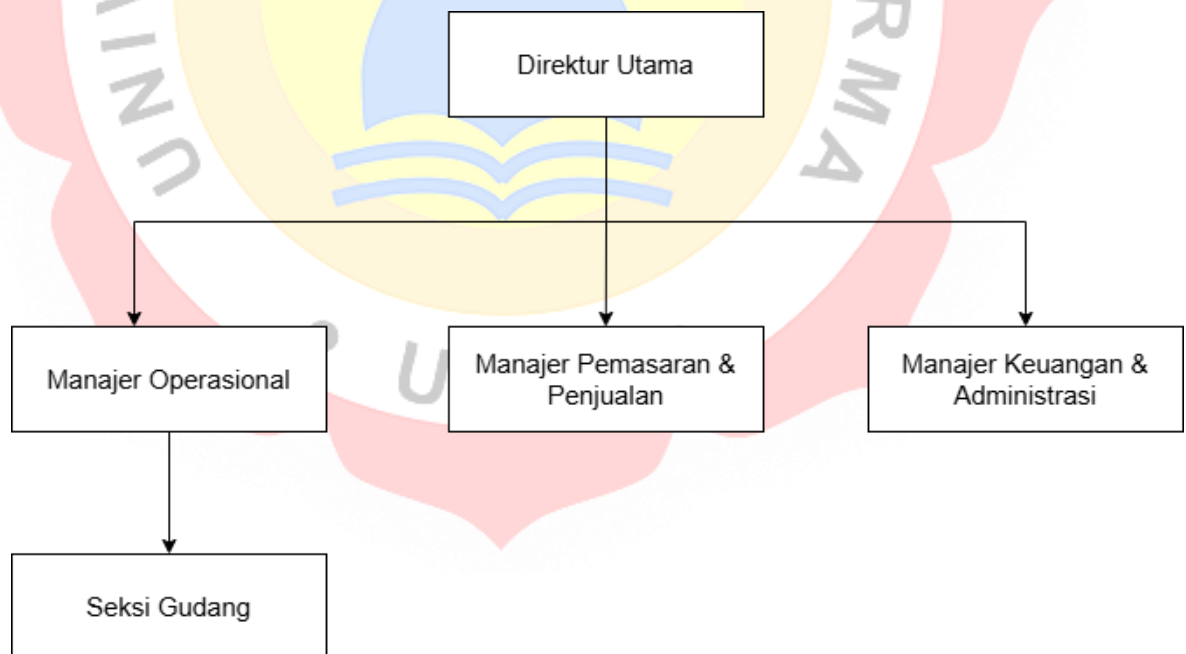 Direktur Utama
Manajer Operasional
Manajer Pemasaran &
Penjualan
Manajer Keuangan &
Administrasi
Seksi Gudang